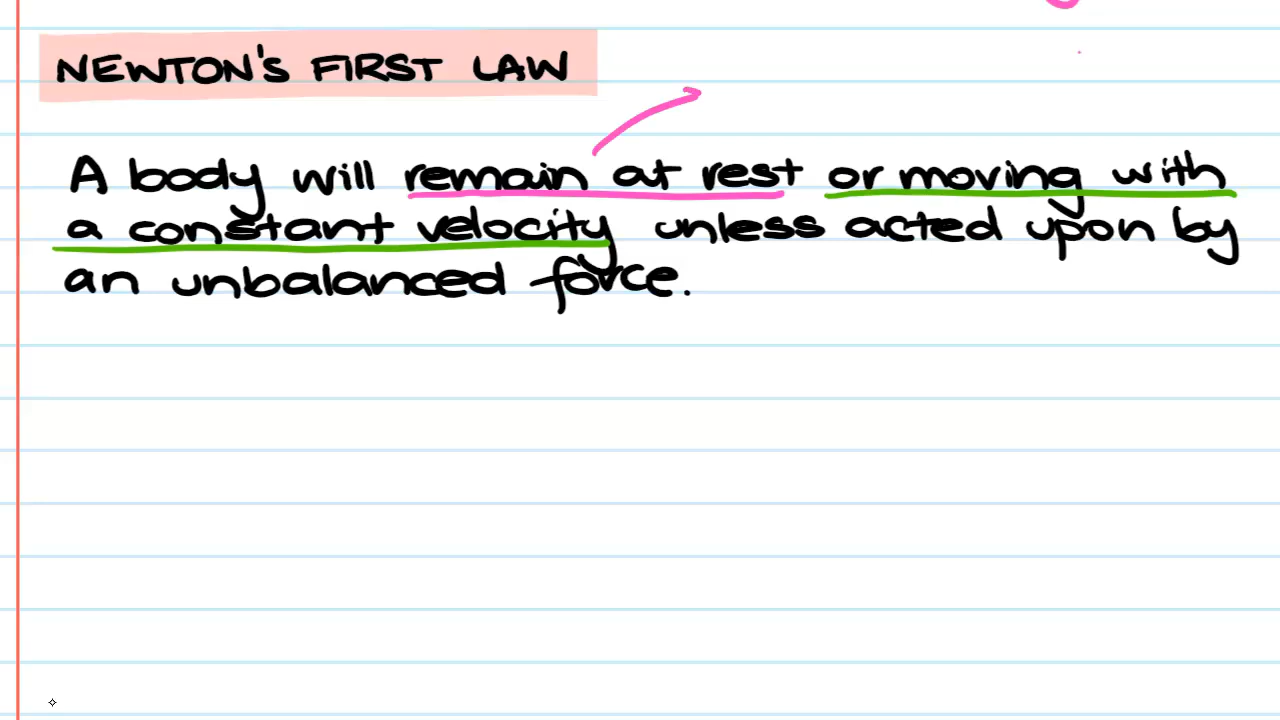 NEWTON'S FIRST LAW
A body will remain at rest or moving with
a constant velocity unless acted upon by
an unbalanced force.